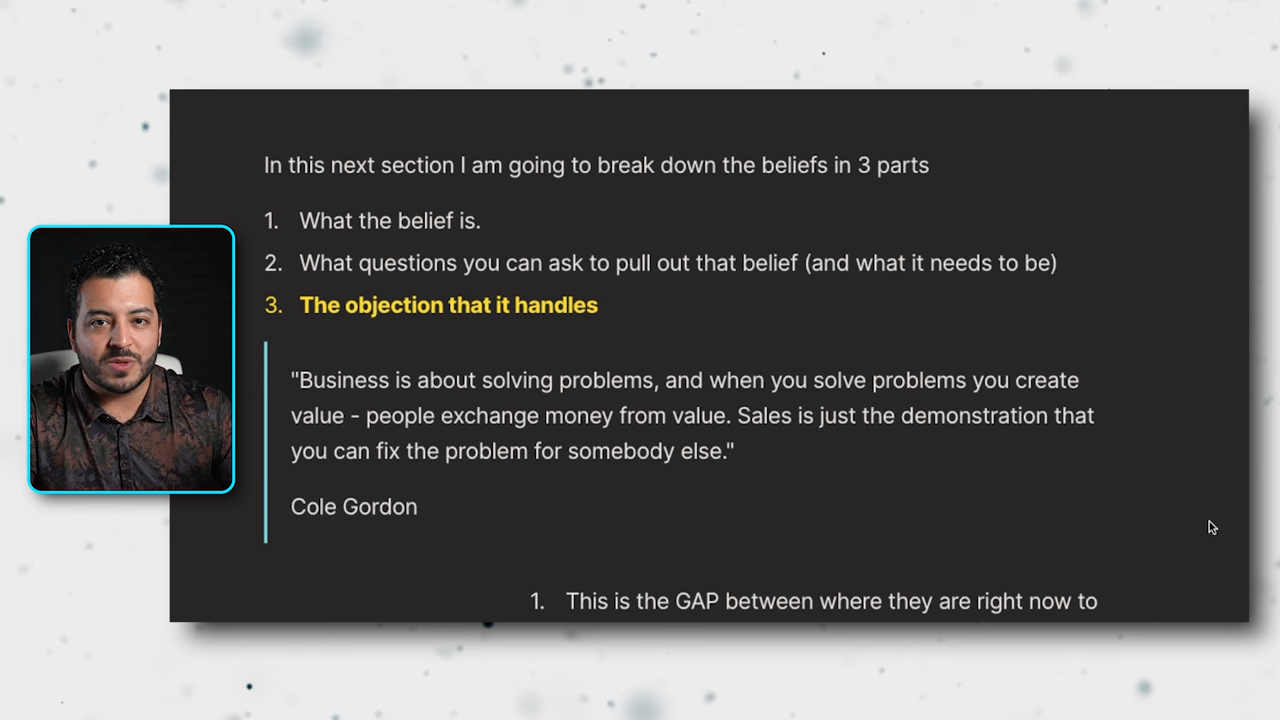 In this next section I am going to break down the beliefs in 3 parts
1. What the belief is.
2. What questions you can ask to pull out that belief (and what it needs to be)
3. The objection that it handles
"Business is about solving problems, and when you solve problems you create
value - people exchange money from value. Sales is just the demonstration that
you can fix the problem for somebody else."
Cole Gordon
1. This is the GAP between where they are right now to